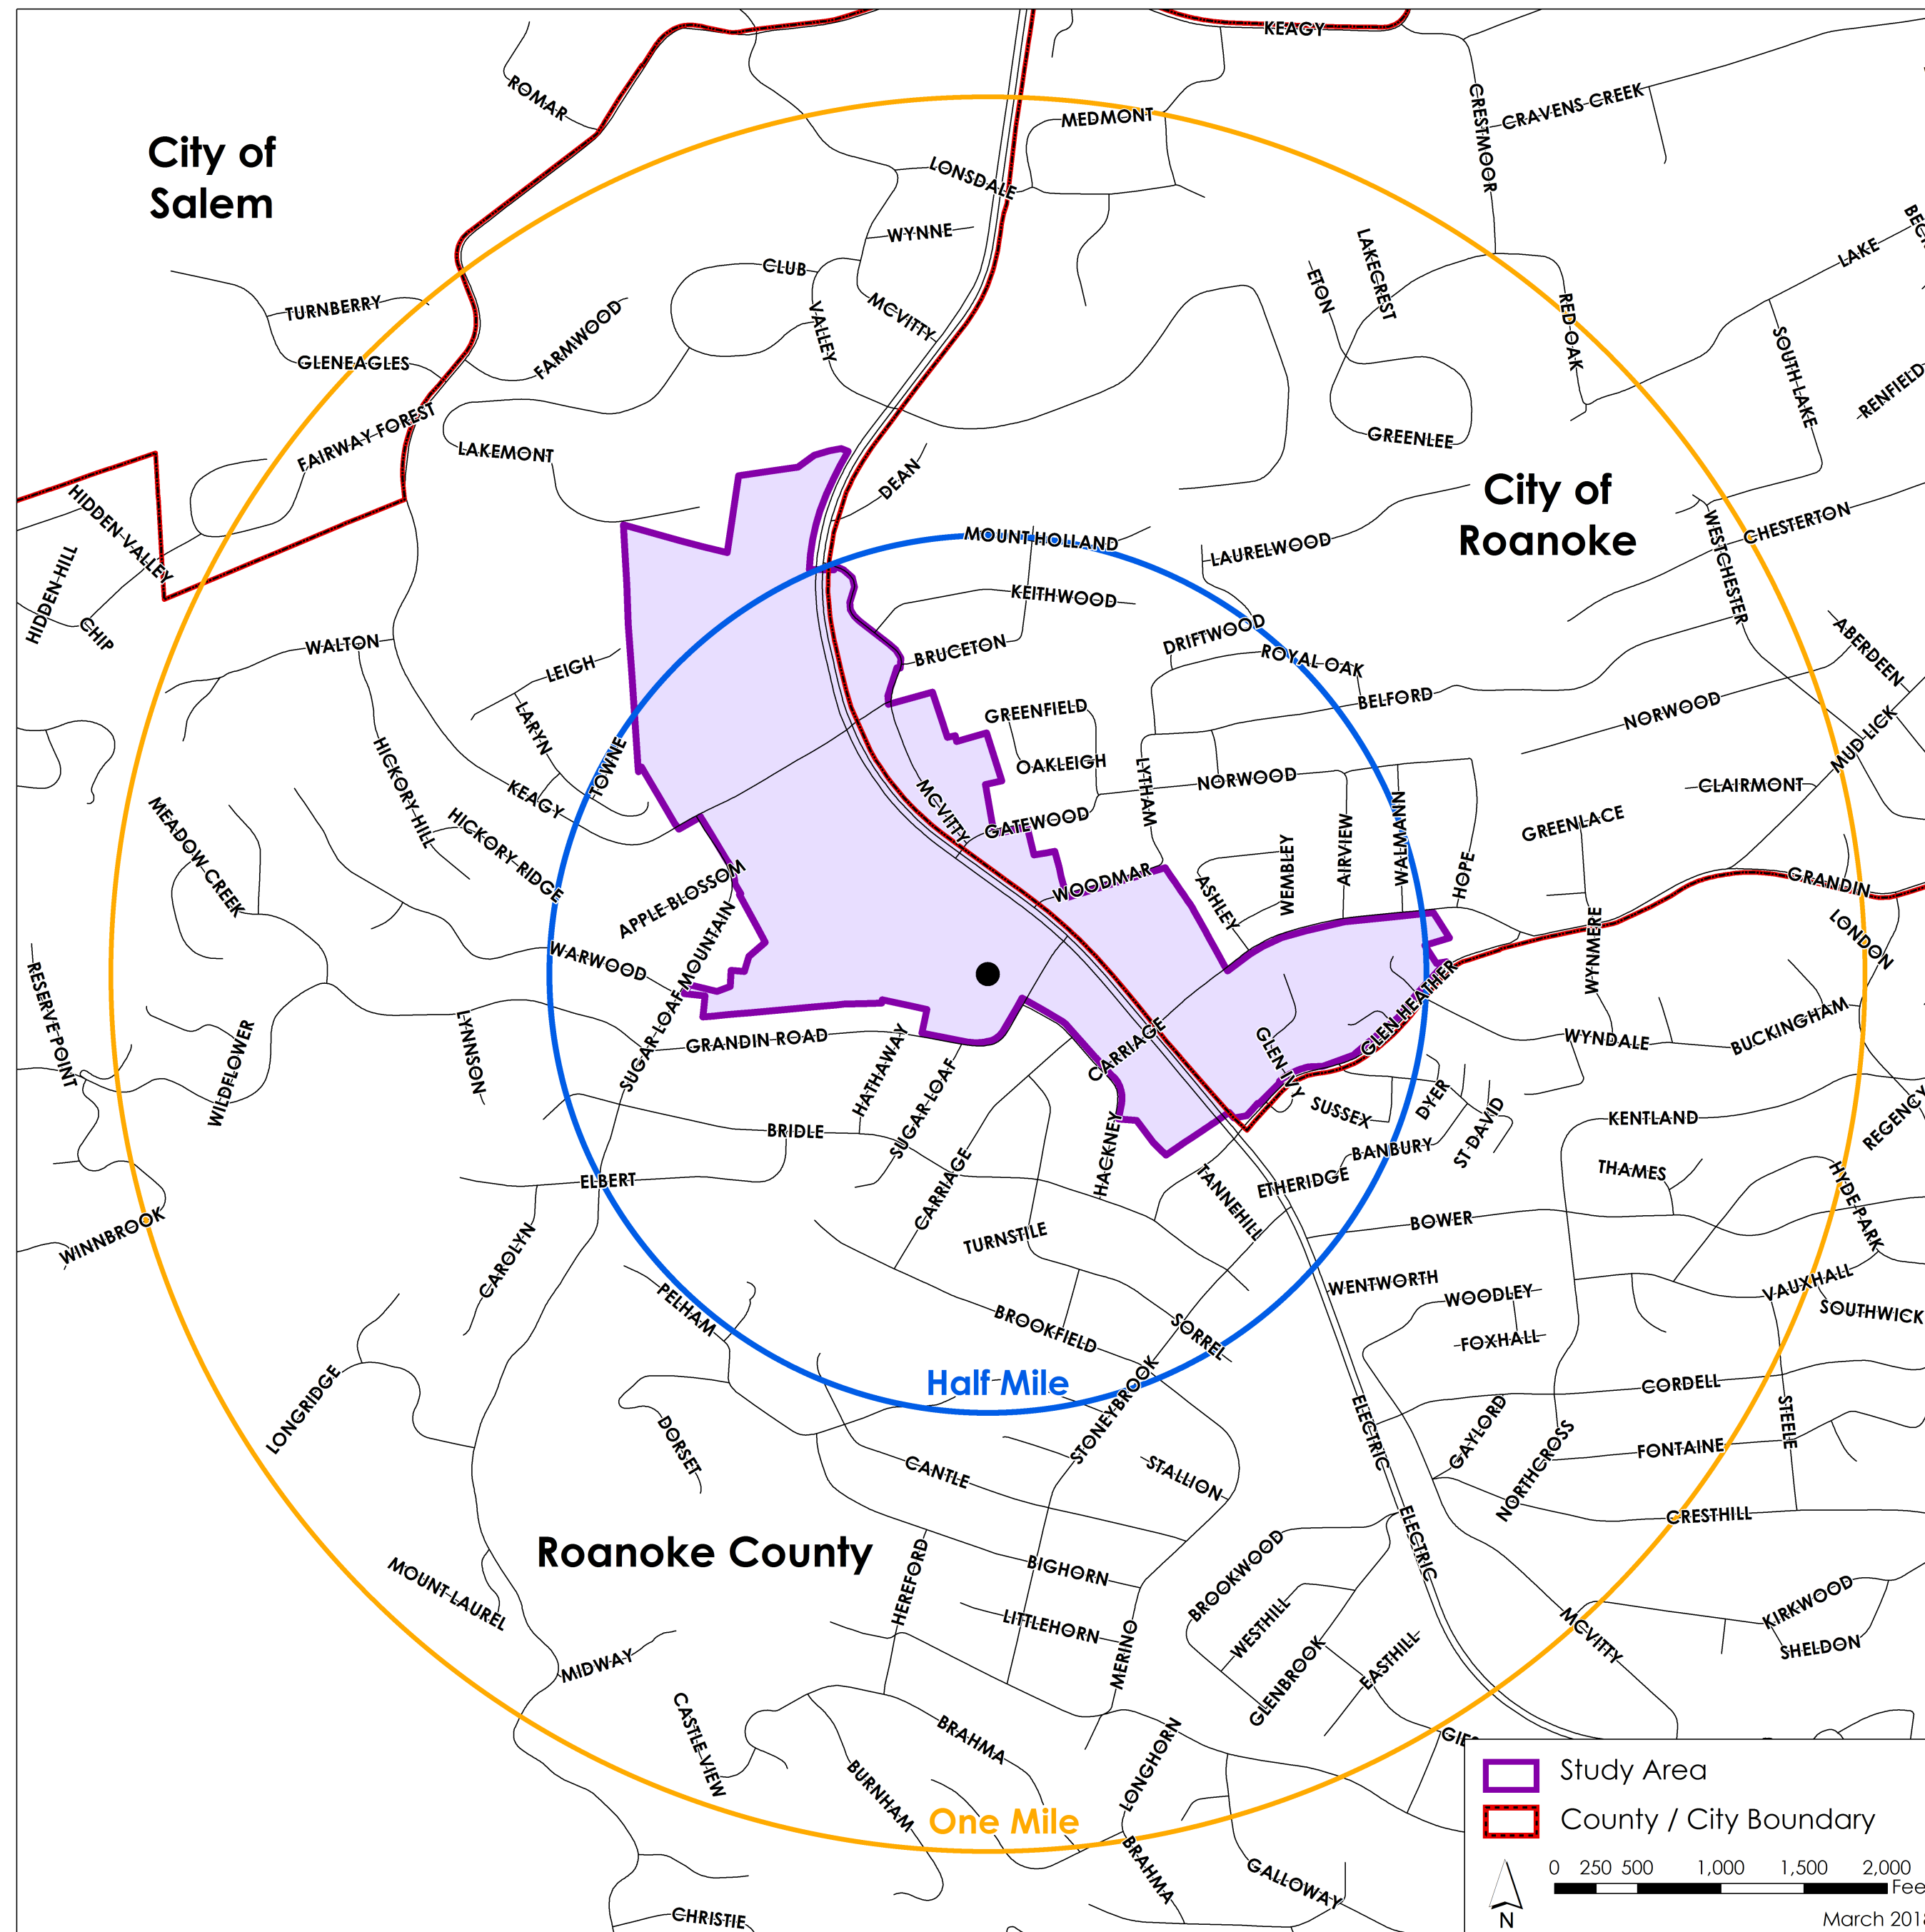 KEAGY
ROMAR
CRESTMOOR
CRAVENS CREEK
MEDMONT
City of
Salem
LONSDALE
WYNNE
CLUB
MCVITTY
VALLEY
LAKECREST
ETON
LAKE
RED OAK
SOUTH LAKE
RENFIELD
TURNBERRY
FARMWOOD
GLENEAGLES
FAIRWAY FOREST
LAKEMONT
GREENLEE
DEAN
City of
Roanoke
HIDDEN VALLEY
HIDDEN HILL
CHIP
MOUNT HOLLAND
LAURELWOOD
WESTCHESTER
CHESTERTON
KEITHWOOD
DRIFTWOOD
ROYAL OAK
ABERDEEN
WALTON
LEIGH
BRUCETON
BELFORD
NORWOOD
MUD LICK
LARYN
GREENFIELD
OAKLEIGH
TOWNE
HICKORY HILL
KEAGY
LYTHAM
NORWOOD
CLAIRMONT
MEADOW CREEK
HICKORY RIDGE
MCVITTY
GATEWOOD
WEMBLEY
AIRVIEW
WALMANN
HOPE
GREENLACE
APPLE BLOSSOM
WOODMAR
ASHLEY
GRANDIN
LONDON
WARWOOD
SUGAR LOAF MOUNTAIN
WYNMERE
RESERVE POINT
WILDFLOWER
LYNNSON
GRANDIN ROAD
HATHAWAY
SUGAR LOAF
CARRIAGE
GLEN IVY
GLEN HEATHER
WYNDALE
BUCKINGHAM
SUSSEX
DYER
ST DAVID
KENTLAND
REGENCY
BRIDLE
HACKNEY
BANBURY
ETHERIDGE
TANNEHILL
THAMES
HYDE PARK
ELBERT
CARRIAGE
WINNBROOK
CAROLYN
TURNSTILE
BOWER
WENTWORTH
WOODLEY
VAUXHALL
SOUTHWICK
PELHAM
BROOKFIELD
SORREL
FOXHALL
LONGRIDGE
Half Mile
STONEYBROOK
CORDELL
ELECTRIC
GAYLORD
NORTHCROSS
STEELE
FONTAINE
DORSET
CANTLE
STALLION
CRESTHILL
ELECTRIC
Roanoke County
MOUNT LAUREL
HEREFORD
BIGHORN
BROOKWOOD
LITTLEHORN
MERINO
WESTHILL
GLENBROOK
EASTHILL
MCVITTY
KIRKWOOD
SHELDON
MIDWAY
CASTLE VIEW
BRAHMA
BURNHAM
LONGHORN
One Mile
BRAHMA
GALLOWAY
CHRISTIE
Study Area
County / City Boundary
0 250 500 1,000 1,500 2,000
Fee
N
March 2018